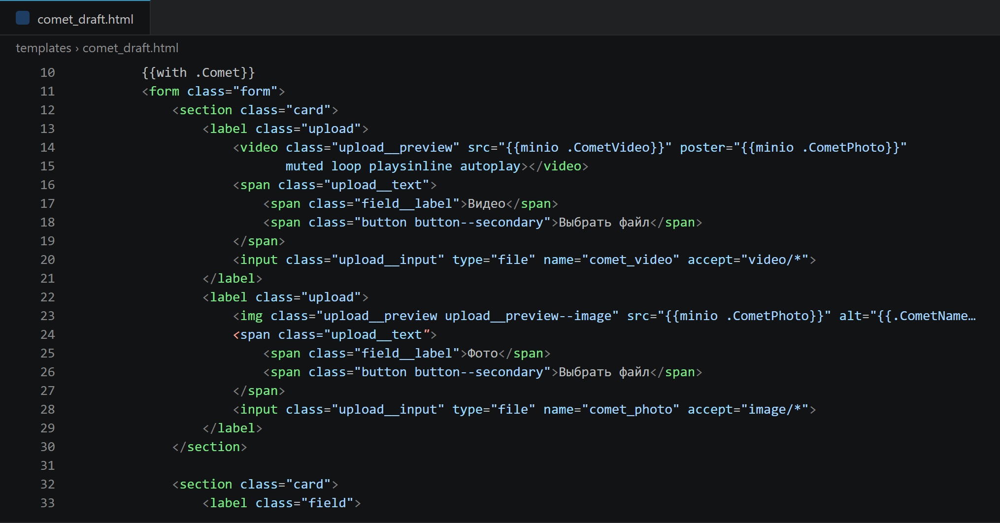 comet_draft.html
templates › comet_draft.html
10 {{with .Comet}}
11 <form class="form">
12 <section class="card">
13 <label class="upload">
14 <video class="upload__preview" src="{{minio .CometVideo}}" poster="{{minio .CometPhoto}}"
15 muted loop playsinline autoplay></video>
16 <span class="upload__text">
17 <span class="field__label">Видео</span>
18 <span class="button button--secondary">Выбрать файл</span>
19 </span>
20 <input class="upload__input" type="file" name="comet_video" accept="video/*">
21 </label>
22 <label class="upload">
23 <img class="upload__preview upload__preview--image" src="{{minio .CometPhoto}}" alt="{{.CometName…
24 <span class="upload__text″>
25 <span class="field__label">Фото</span>
26 <span class="button button--secondary">Выбрать файл</span>
27 </span>
28 <input class="upload__input" type="file" name="comet_photo" accept="image/*">
29 </label>
30 </section>
31
32 <section class="card">
33 <label class="field">